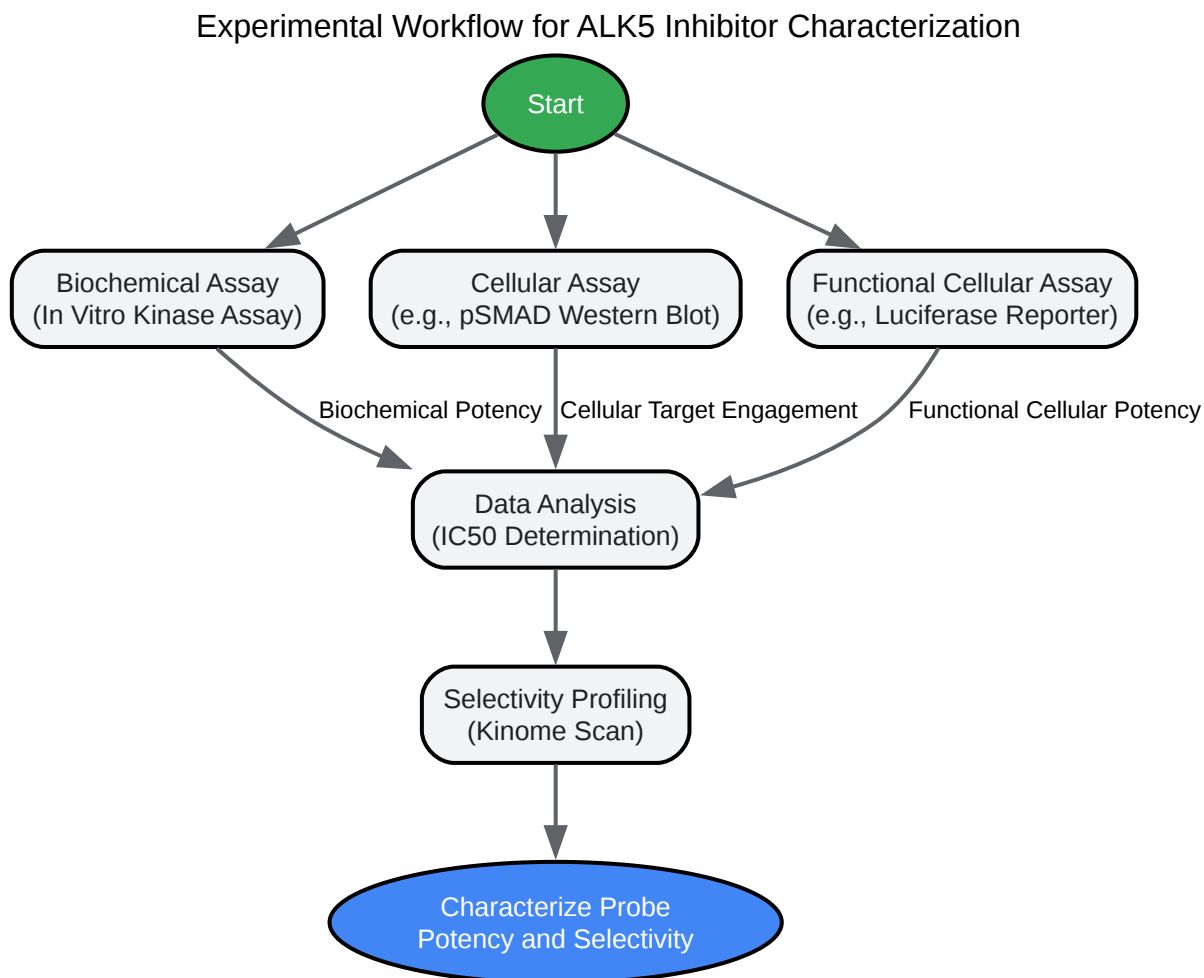 Experimental Workflow for ALK5 Inhibitor Characterization
Start
Biochemical Assay
(In Vitro Kinase Assay)
Cellular Assay
(e.g., pSMAD Western Blot)
Functional Cellular Assay
(e.g., Luciferase Reporter)
Biochemical Potency
Cellular Target Engagement
Functional Cellular Potency
Data Analysis
(IC50 Determination)
Selectivity Profiling
(Kinome Scan)
Characterize Probe
Potency and Selectivity